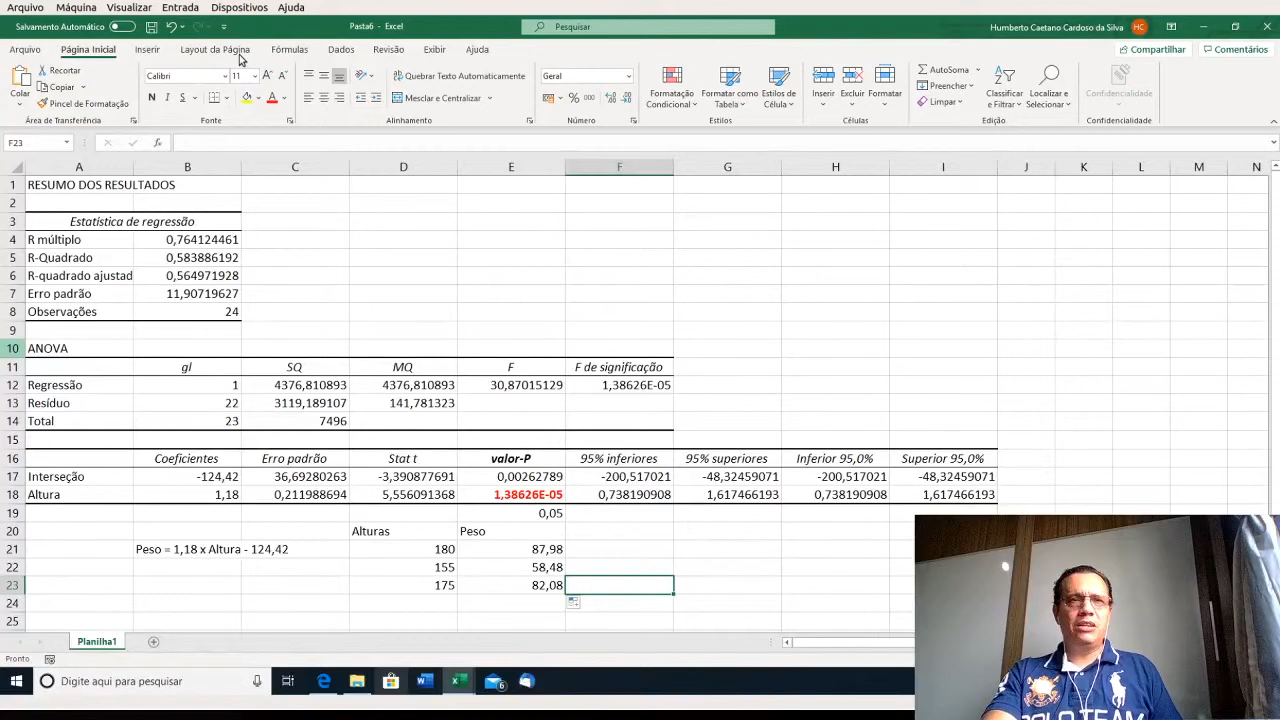 Arquivo Máquina Visualizar Entrada Dispositivos Ajuda
Salvamento Automático Pasta6 - Excel Pesquisar Humberto Caetano Cardoso da Silva HC
Arquivo Página Inicial Inserir Layout da Página Fórmulas Dados Revisão Exibir Ajuda Compartilhar Comentários
Colar Recortar Copiar Pincel de Formatação
Calibri 11 N I S
Quebrar Texto Automaticamente
Mesclar e Centralizar
Geral
% 000
Formatação Condicional Formatar como Tabela Estilos de Célula
Inserir Excluir Formatar
AutoSoma Preencher Limpar
Classificar e Filtrar Localizar e Selecionar
Confidencialidade
Área de Transferência Fonte Alinhamento Número Estilos Células Edição Confidencialidade
F23 fx
A B C D E F G H I J K L M N
1 RESUMO DOS RESULTADOS
2
3 Estatística de regressão
4 R múltiplo 0,764124461
5 R-Quadrado 0,583886192
6 R-quadrado ajustad 0,564971928
7 Erro padrão 11,90719627
8 Observações 24
9
10 ANOVA
11 gl SQ MQ F F de significação
12 Regressão 1 4376,810893 4376,810893 30,87015129 1,38626E-05
13 Resíduo 22 3119,189107 141,781323
14 Total 23 7496
15
16 Coeficientes Erro padrão Stat t valor-P 95% inferiores 95% superiores Inferior 95,0% Superior 95,0%
17 Interseção -124,42 36,69280263 -3,390877691 0,00262789 -200,517021 -48,32459071 -200,517021 -48,32459071
18 Altura 1,18 0,211988694 5,556091368 1,38626E-05 0,738190908 1,617466193 0,738190908 1,617466193
19 0,05
20 Alturas Peso
21 Peso = 1,18 x Altura - 124,42 180 87,98
22 155 58,48
23 175 82,08
24
25
Planilha1
Pronto
Digite aqui para pesquisar 6
POLO TEAM